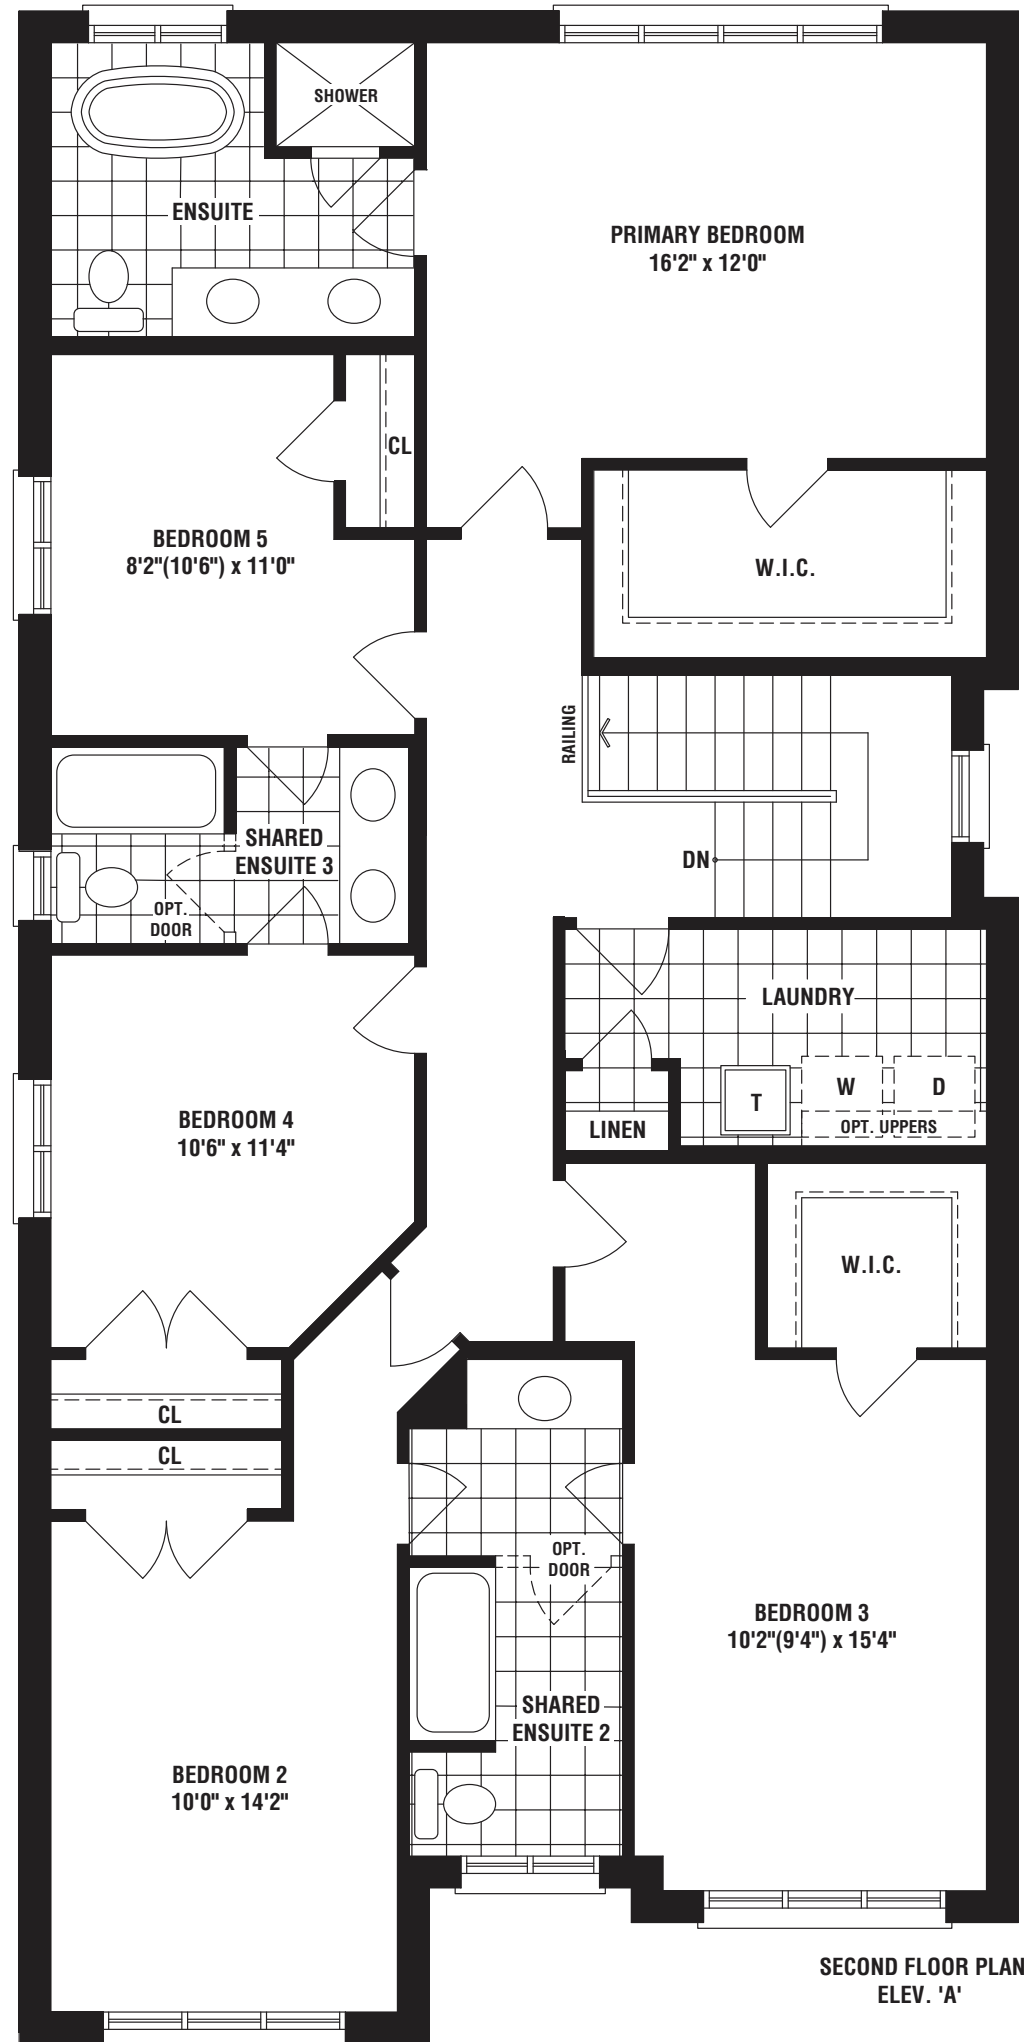 SHOWER
ENSUITE
PRIMARY BEDROOM
16'2" x 12'0"
CL
BEDROOM 5
8'2"(10'6") x 11'0"
W.I.C.
RAILING
SHARED
ENSUITE 3
DN
OPT.
DOOR
LAUNDRY
W
D
T
OPT. UPPERS
LINEN
BEDROOM 4
10'6" x 11'4"
W.I.C.
CL
CL
OPT.
DOOR
BEDROOM 3
10'2"(9'4") x 15'4"
SHARED
ENSUITE 2
BEDROOM 2
10'0" x 14'2"
SECOND FLOOR PLAN
ELEV. 'A'